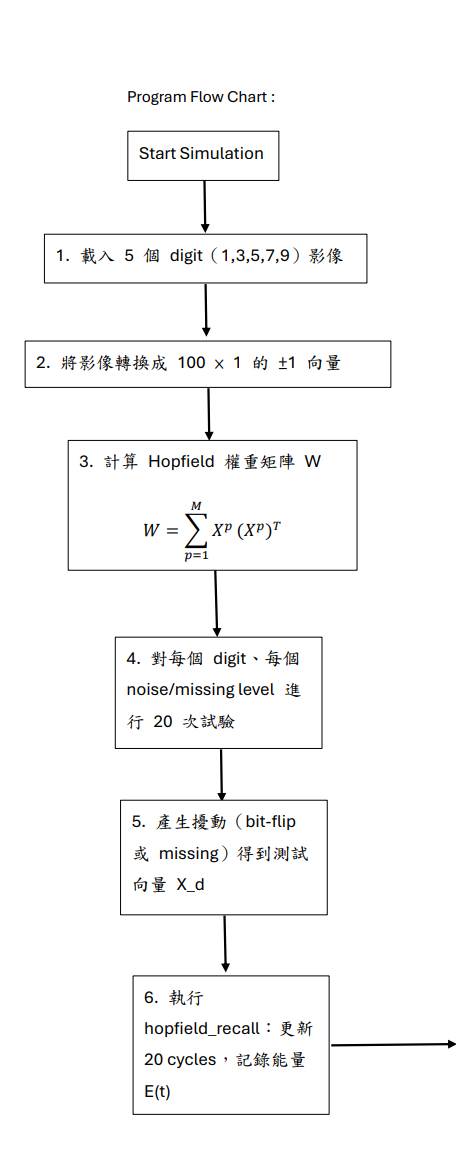 Program Flow Chart :
Start Simulation
1. 載入 5 個 digit（1,3,5,7,9）影像
2. 將影像轉換成 100 × 1 的 ±1 向量
3. 計算 Hopfield 權重矩陣 W
W = ∑_{p=1}^{M} X^p (X^p)^T
4. 對每個 digit、每個
noise/missing level 進
行 20 次試驗
5. 產生擾動（bit-flip
或 missing）得到測試
向量 X_d
6. 執行
hopfield_recall：更新
20 cycles，記錄能量
E(t)